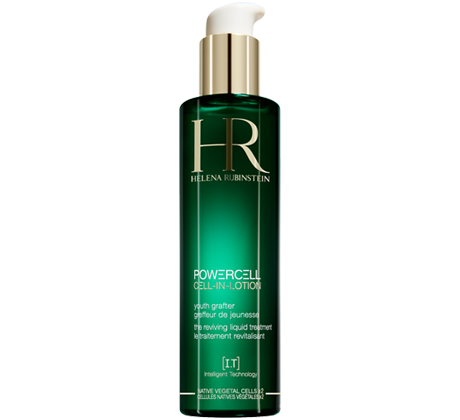 HR
HELENA RUBINSTEIN
POWERCELL
CELL-IN-LOTION
youth grafter
greffeur de jeunesse
the reviving liquid treatment
le traitement revitalisant
[I.T]
Intelligent Technology
NATIVE VEGETAL CELLS x2
CELLULES NATIVES VÉGÉTALES x2